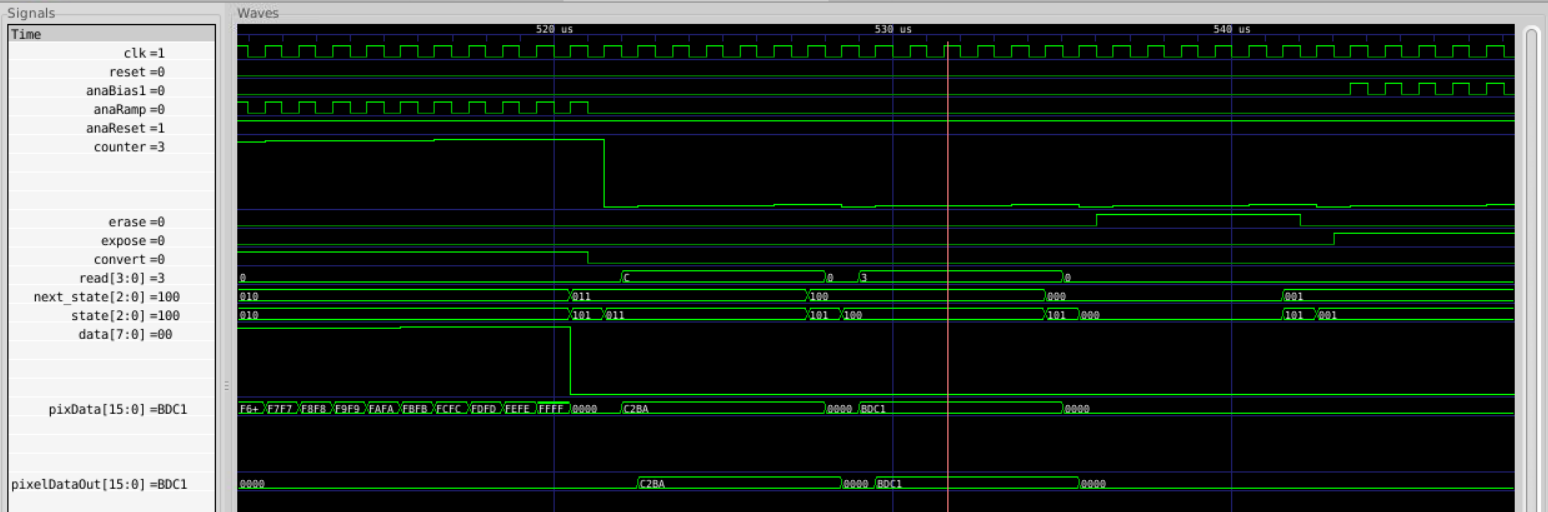 Signals
Waves
Time
520 us 530 us 540 us
clk=1
reset=0
anaBias1=0
anaRamp=0
anaReset=1
counter=3
erase=0
expose=0
convert=0
read[3:0]=3 0 C 0 3 0
next_state[2:0]=100 010 011 100 000 001
state[2:0]=100 010 101 011 101 100 101 000 101 001
data[7:0]=00
pixData[15:0]=BDC1 F6+ F7F7 F8F8 F9F9 FAFA FBFB FCFC FDFD FEFE FFFF 0000 C2BA 0000 BDC1 0000
pixelDataOut[15:0]=BDC1 0000 C2BA 0000 BDC1 0000